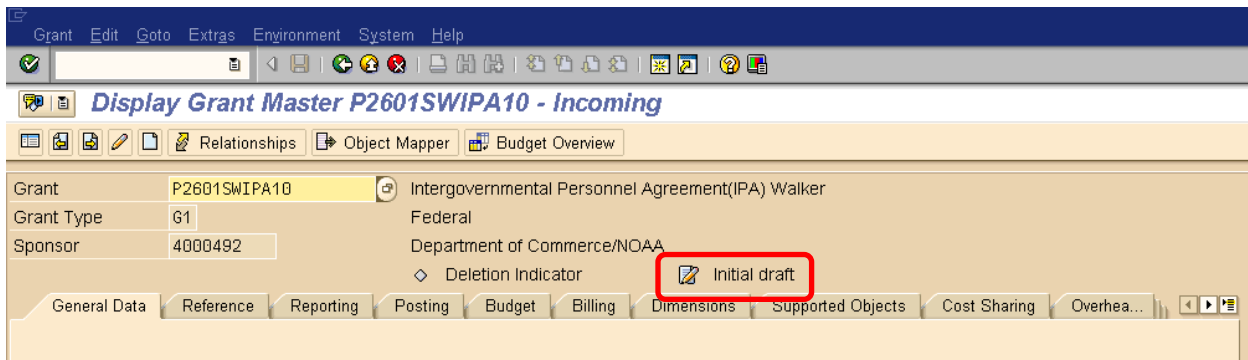 Grant Edit Goto Extras Environment System Help
Display Grant Master P2601SWIPA10 - Incoming
Relationships Object Mapper Budget Overview
Grant P2601SWIPA10 Intergovernmental Personnel Agreement(IPA) Walker
Grant Type G1 Federal
Sponsor 4000492 Department of Commerce/NOAA
Deletion Indicator Initial draft
General Data Reference Reporting Posting Budget Billing Dimensions Supported Objects Cost Sharing Overhea...